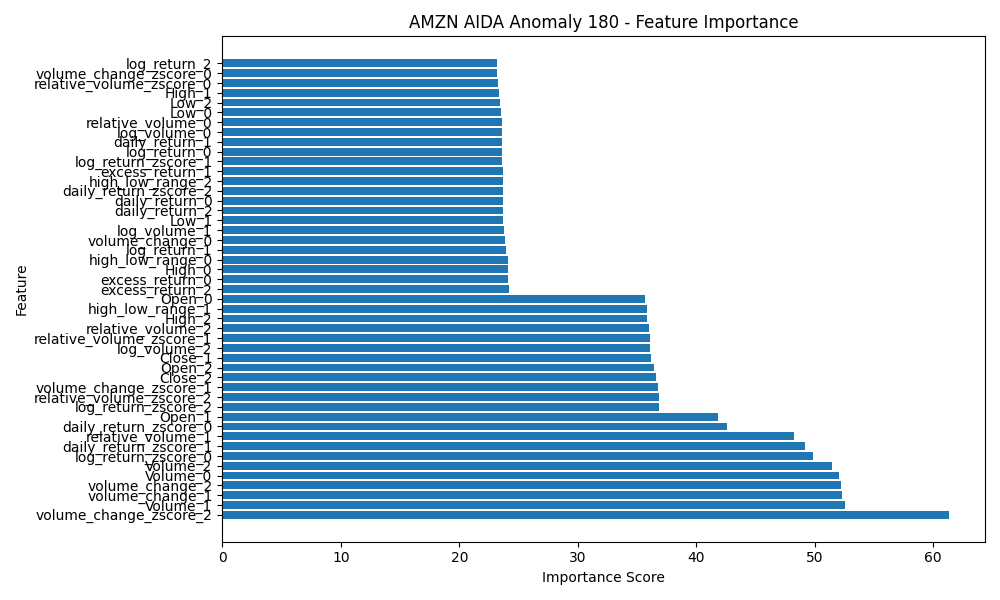 AMZN AIDA Anomaly 180 - Feature Importance
log_return_2
volume_change_zscore_0
relative_volume_zscore_0
High_1
Low_2
Low_0
relative_volume_0
log_volume_0
daily_return_1
log_return_0
log_return_zscore_1
excess_return_1
high_low_range_2
daily_return_zscore_2
daily_return_0
daily_return_2
Low_1
log_volume_1
volume_change_0
log_return_1
high_low_range_0
High_0
excess_return_0
excess_return_2
Open_0
high_low_range_1
High_2
relative_volume_2
relative_volume_zscore_1
log_volume_2
Close_1
Open_2
Close_2
volume_change_zscore_1
relative_volume_zscore_2
log_return_zscore_2
Open_1
daily_return_zscore_0
relative_volume_1
daily_return_zscore_1
log_return_zscore_0
Volume_2
Volume_0
volume_change_2
volume_change_1
Volume_1
volume_change_zscore_2
Feature
0 10 20 30 40 50 60
Importance Score